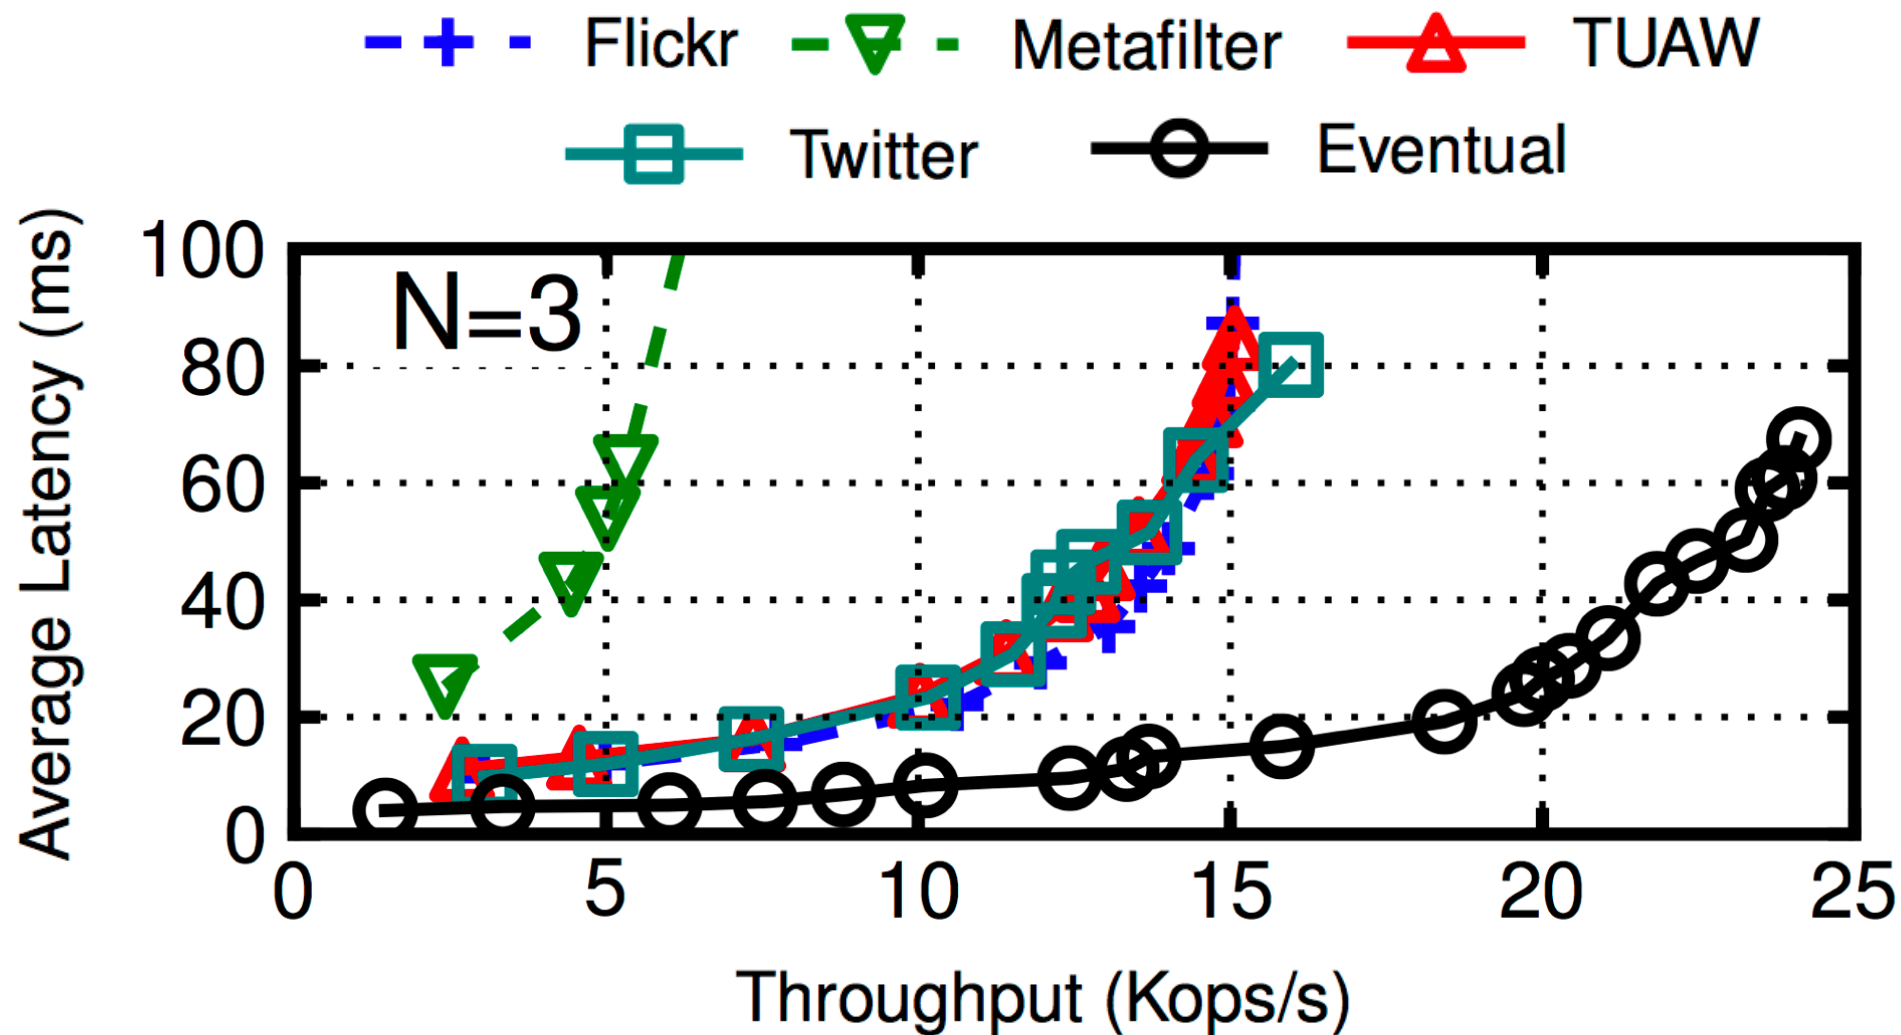 Flickr Metafilter TUAW
Twitter Eventual
Average Latency (ms)
100
80
60
40
20
0
N=3
0 5 10 15 20 25
Throughput (Kops/s)